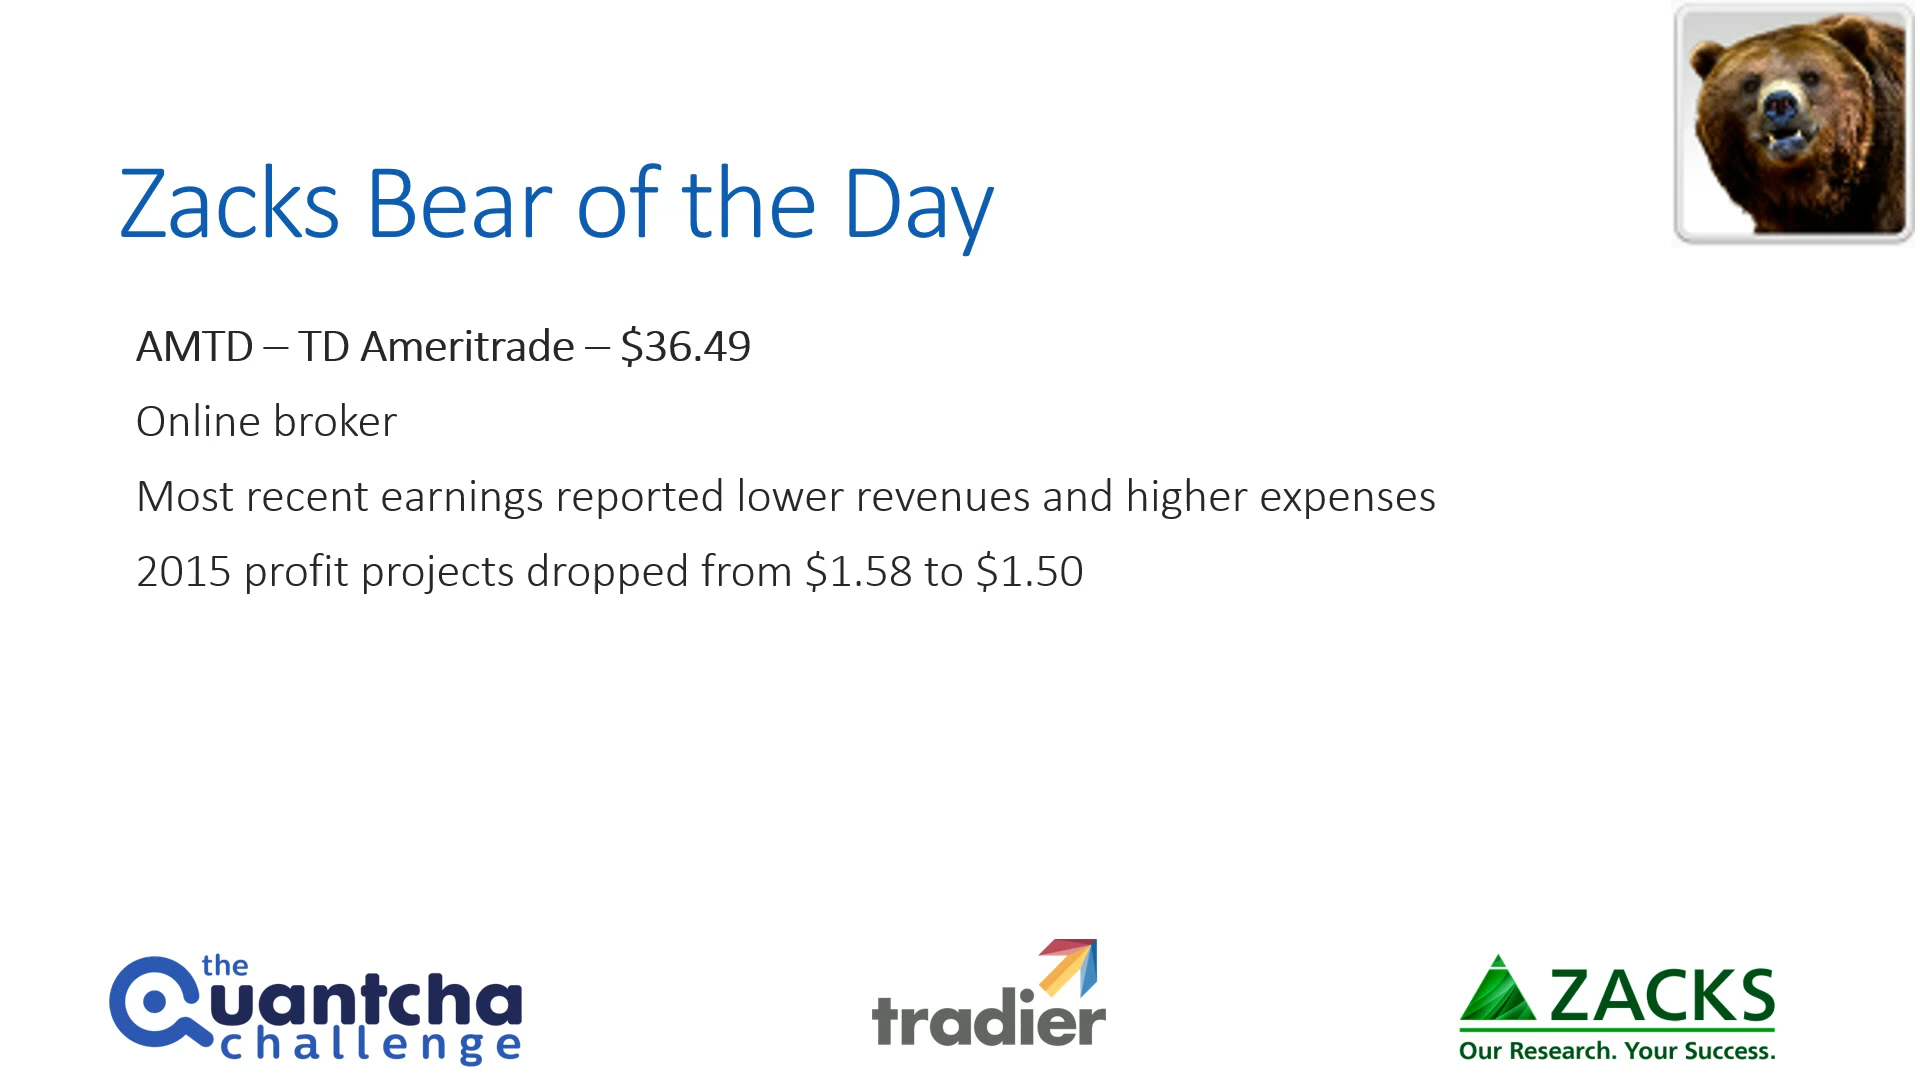 Zacks Bear of the Day
AMTD – TD Ameritrade – $36.49
Online broker
Most recent earnings reported lower revenues and higher expenses
2015 profit projects dropped from $1.58 to $1.50
the
Quantcha
challenge
tradier
ZACKS
Our Research. Your Success.